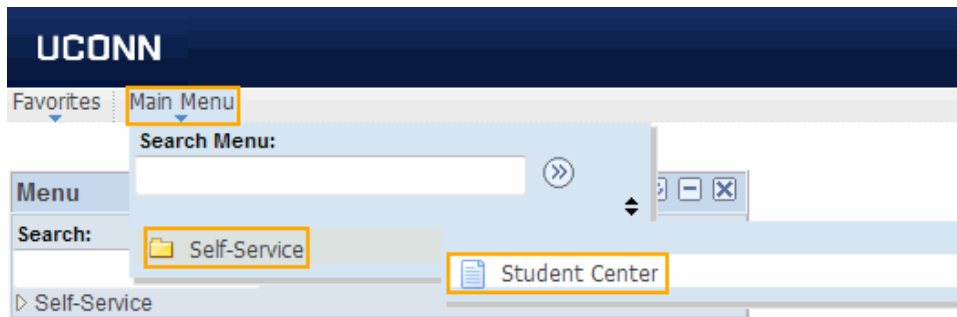 UCONN
Favorites Main Menu
Search Menu:
Menu
Search:
Self-Service
Student Center
Self-Service